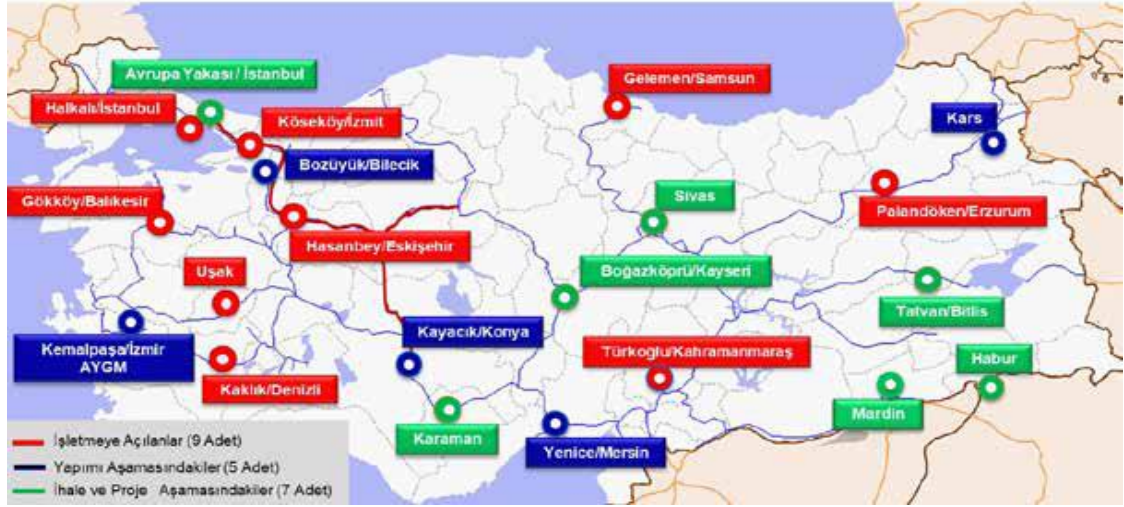 Avrupa Yakası / İstanbul
Gelemen/Samsun
Halkalı/İstanbul
Köseköy/İzmit
Kars
Bozüyük/Bilecik
Sivas
Gökköy/Balıkesir
Palandöken/Erzurum
Hasanbey/Eskişehir
Uşak
Boğazköprü/Kayseri
Tatvan/Bitlis
Kayacık/Konya
Kemalpaşa/İzmir
AYGM
Türkoğlu/Kahramanmaraş
Habur
Kaklık/Denizli
Mardin
Karaman
Yenice/Mersin
İşletmeye Açılanlar (9 Adet)
Yapımı Aşamasındakiler (5 Adet)
İhale ve Proje Aşamasındakiler (7 Adet)